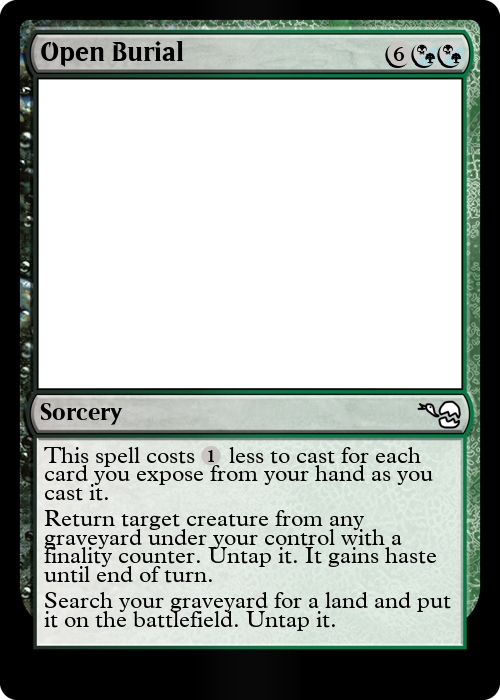 Open Burial 6
Sorcery
This spell costs 1 less to cast for each
card you expose from your hand as you
cast it.
Return target creature from any
graveyard under your control with a
finality counter. Untap it. It gains haste
until end of turn.
Search your graveyard for a land and put
it on the battlefield. Untap it.